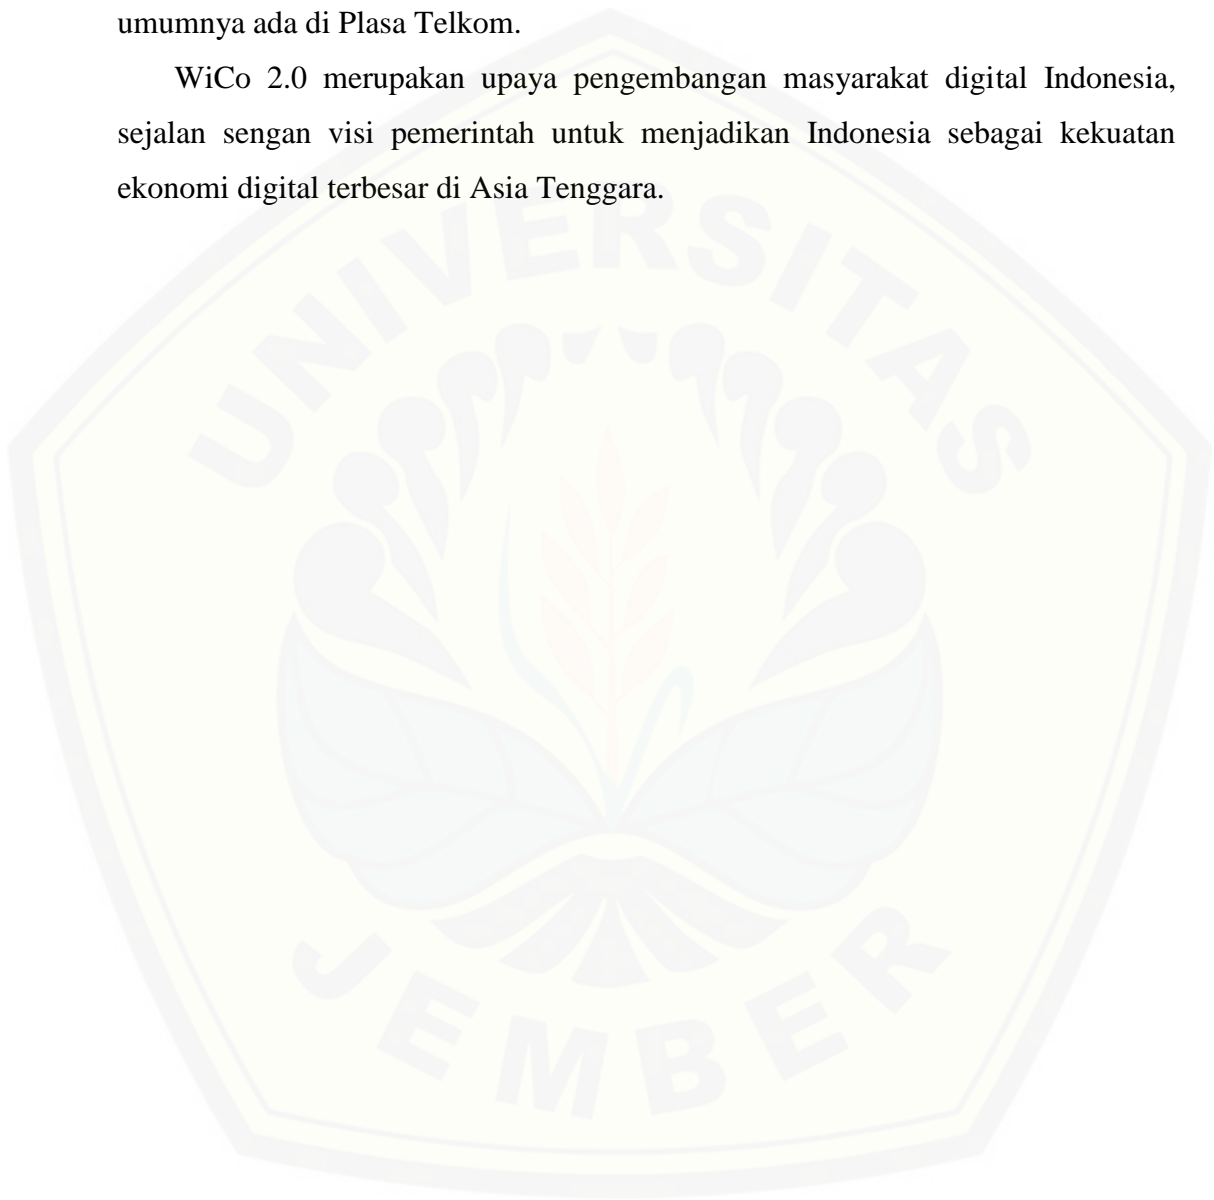 umumnya ada di Plasa Telkom.
WiCo 2.0 merupakan upaya pengembangan masyarakat digital Indonesia,
sejalan sengan visi pemerintah untuk menjadikan Indonesia sebagai kekuatan
ekonomi digital terbesar di Asia Tenggara.
UNIVERSITAS
JEMBER